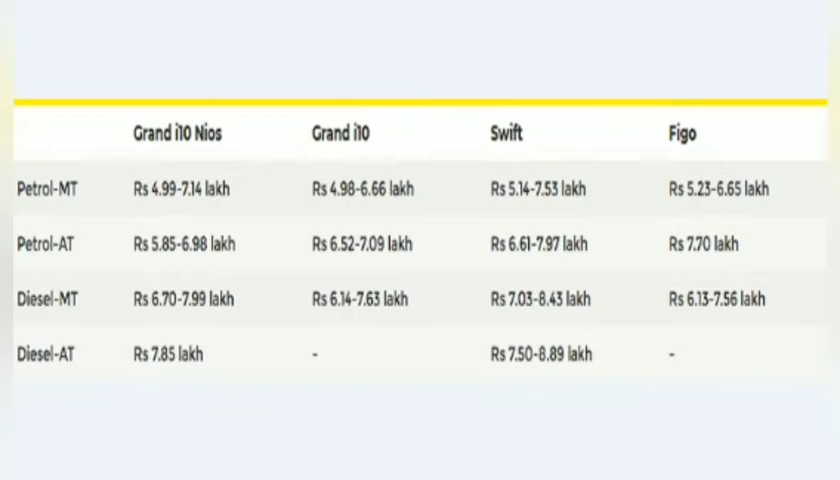 Grand i10 Nios Grand i10 Swift Figo
Petrol-MT Rs 4.99-7.14 lakh Rs 4.98-6.66 lakh Rs 5.14-7.53 lakh Rs 5.23-6.65 lakh
Petrol-AT Rs 5.85-6.98 lakh Rs 6.52-7.09 lakh Rs 6.61-7.97 lakh Rs 7.70 lakh
Diesel-MT Rs 6.70-7.99 lakh Rs 6.14-7.63 lakh Rs 7.03-8.43 lakh Rs 6.13-7.56 lakh
Diesel-AT Rs 7.85 lakh - Rs 7.50-8.89 lakh -